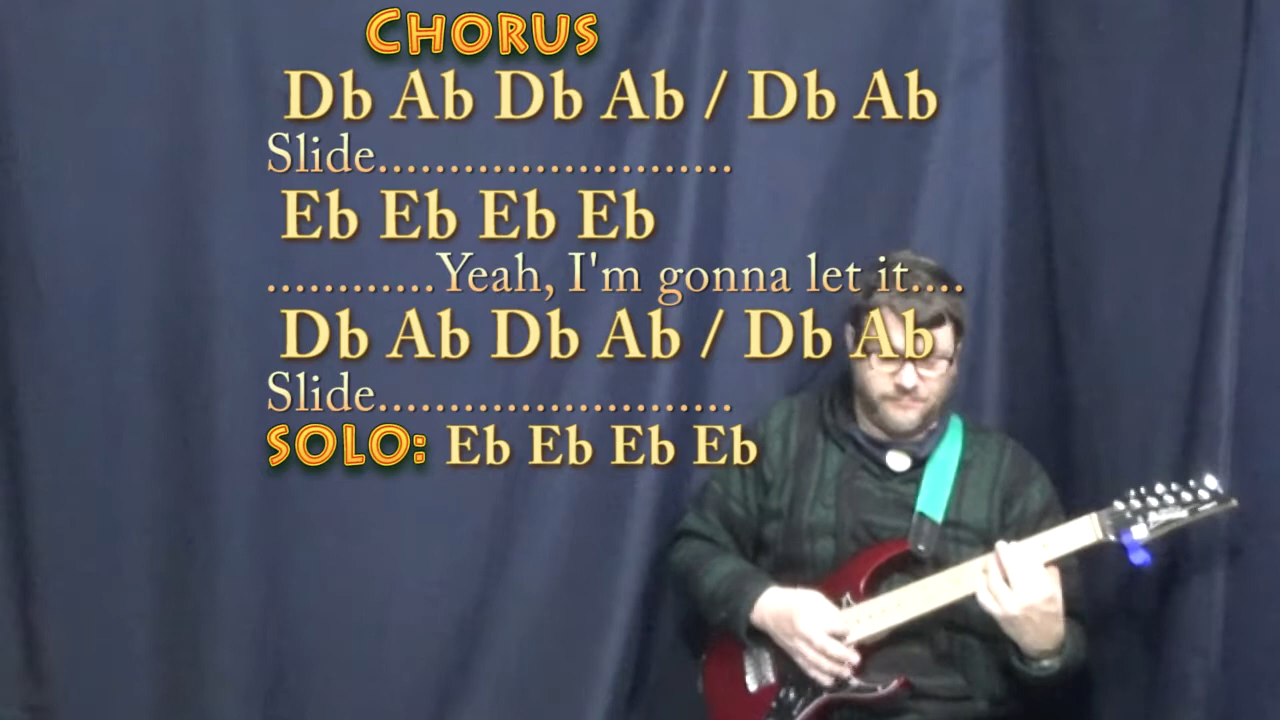 CHORUS
Db Ab Db Ab / Db Ab
Slide.........................
Eb Eb Eb Eb
............Yeah, I'm gonna let it....
Db Ab Db Ab / Db Ab
Slide.........................
SOLO: Eb Eb Eb Eb